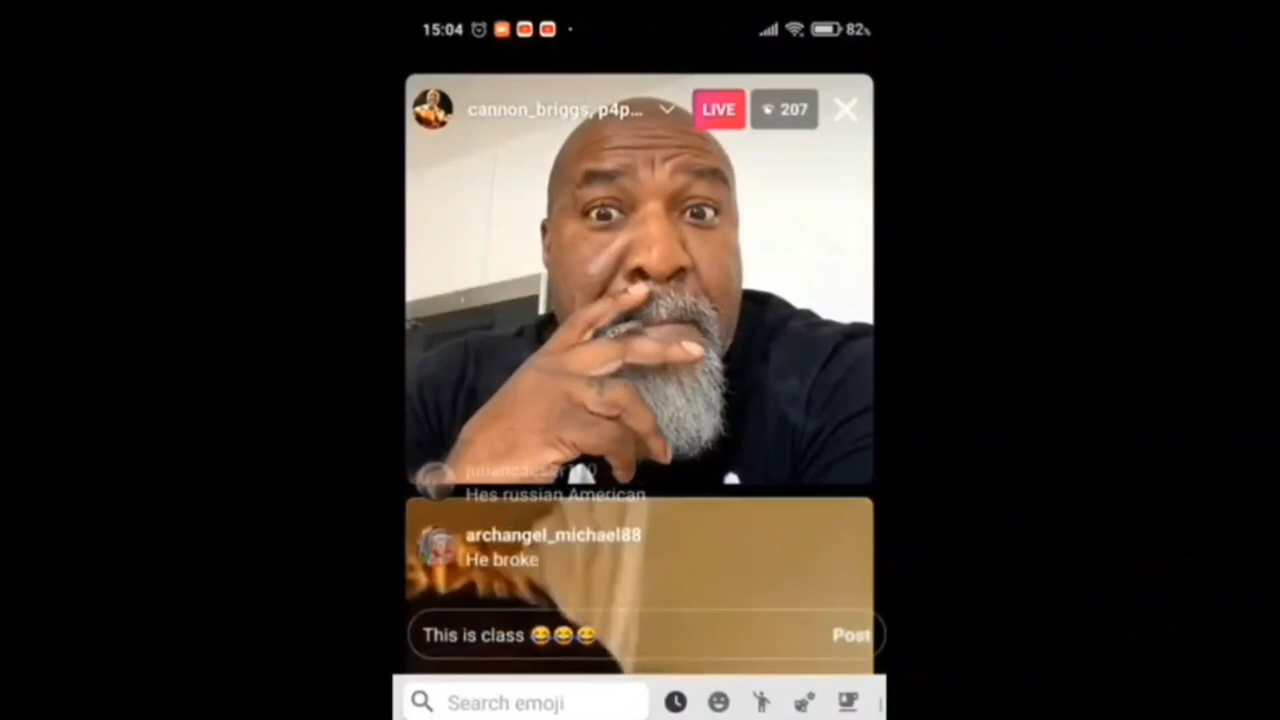 15:04
82%
cannon_briggs, p4p...
LIVE
207
Hes russian American
archangel_michael88
He broke
This is class 😂😂😂
Post
Search emoji